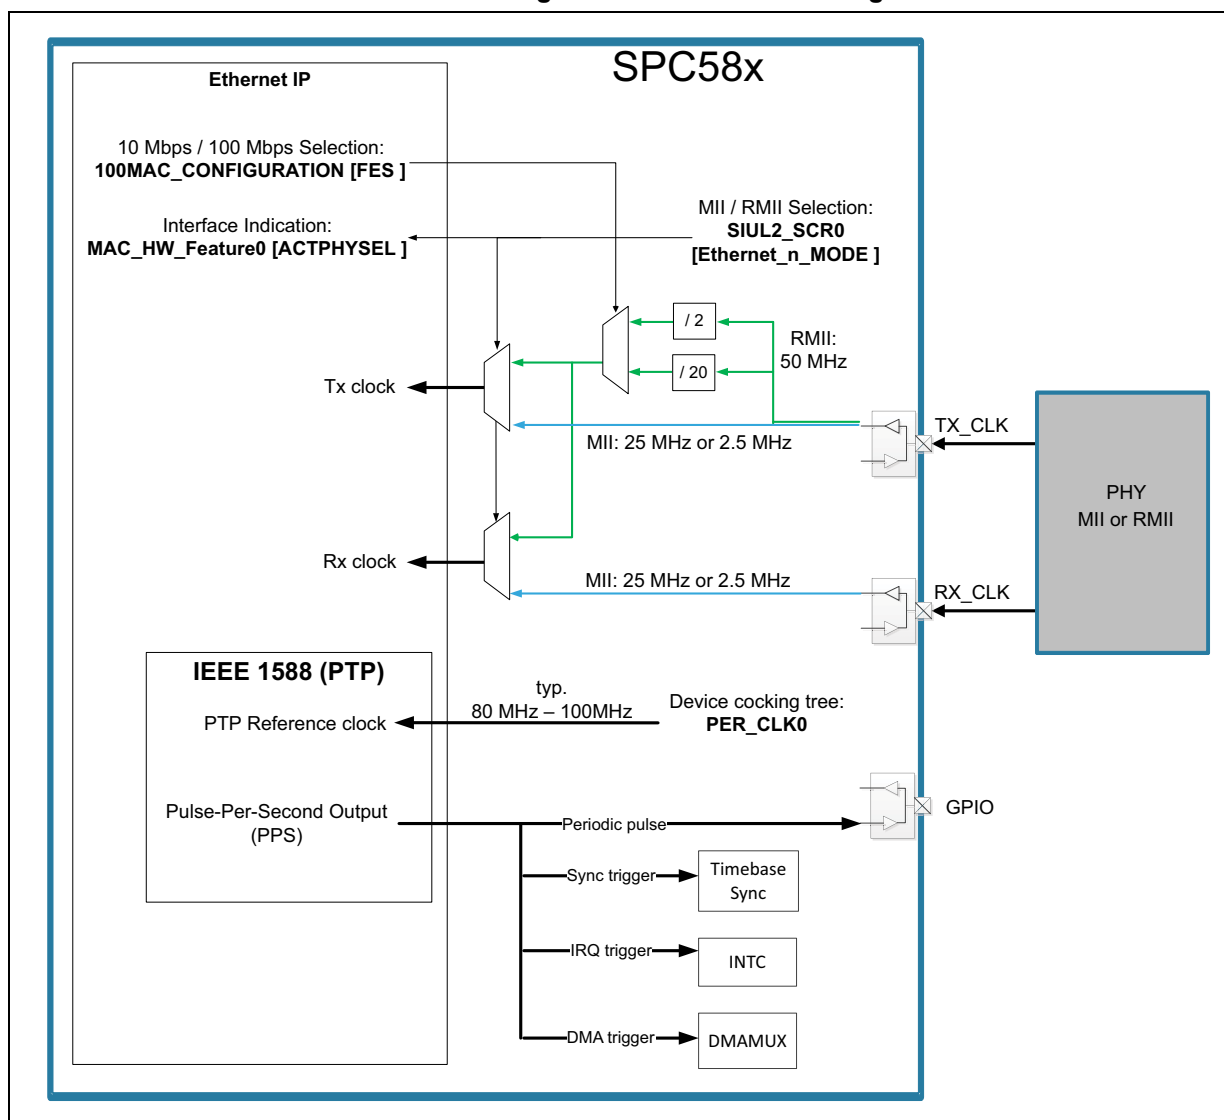 SPC58x
Ethernet IP
10 Mbps / 100 Mbps Selection:
100MAC_CONFIGURATION [FES ]
MII / RMII Selection:
SIUL2_SCR0
[Ethernet_n_MODE ]
Interface Indication:
MAC_HW_Feature0 [ACTPHYSEL ]
/ 2
RMII:
50 MHz
/ 20
Tx clock
MII: 25 MHz or 2.5 MHz
TX_CLK
PHY
MII or RMII
Rx clock
MII: 25 MHz or 2.5 MHz
RX_CLK
IEEE 1588 (PTP)
PTP Reference clock
typ.
80 MHz – 100MHz
Device cocking tree:
PER_CLK0
Pulse-Per-Second Output
(PPS)
Periodic pulse
GPIO
Sync trigger
Timebase
Sync
IRQ trigger
INTC
DMA trigger
DMAMUX